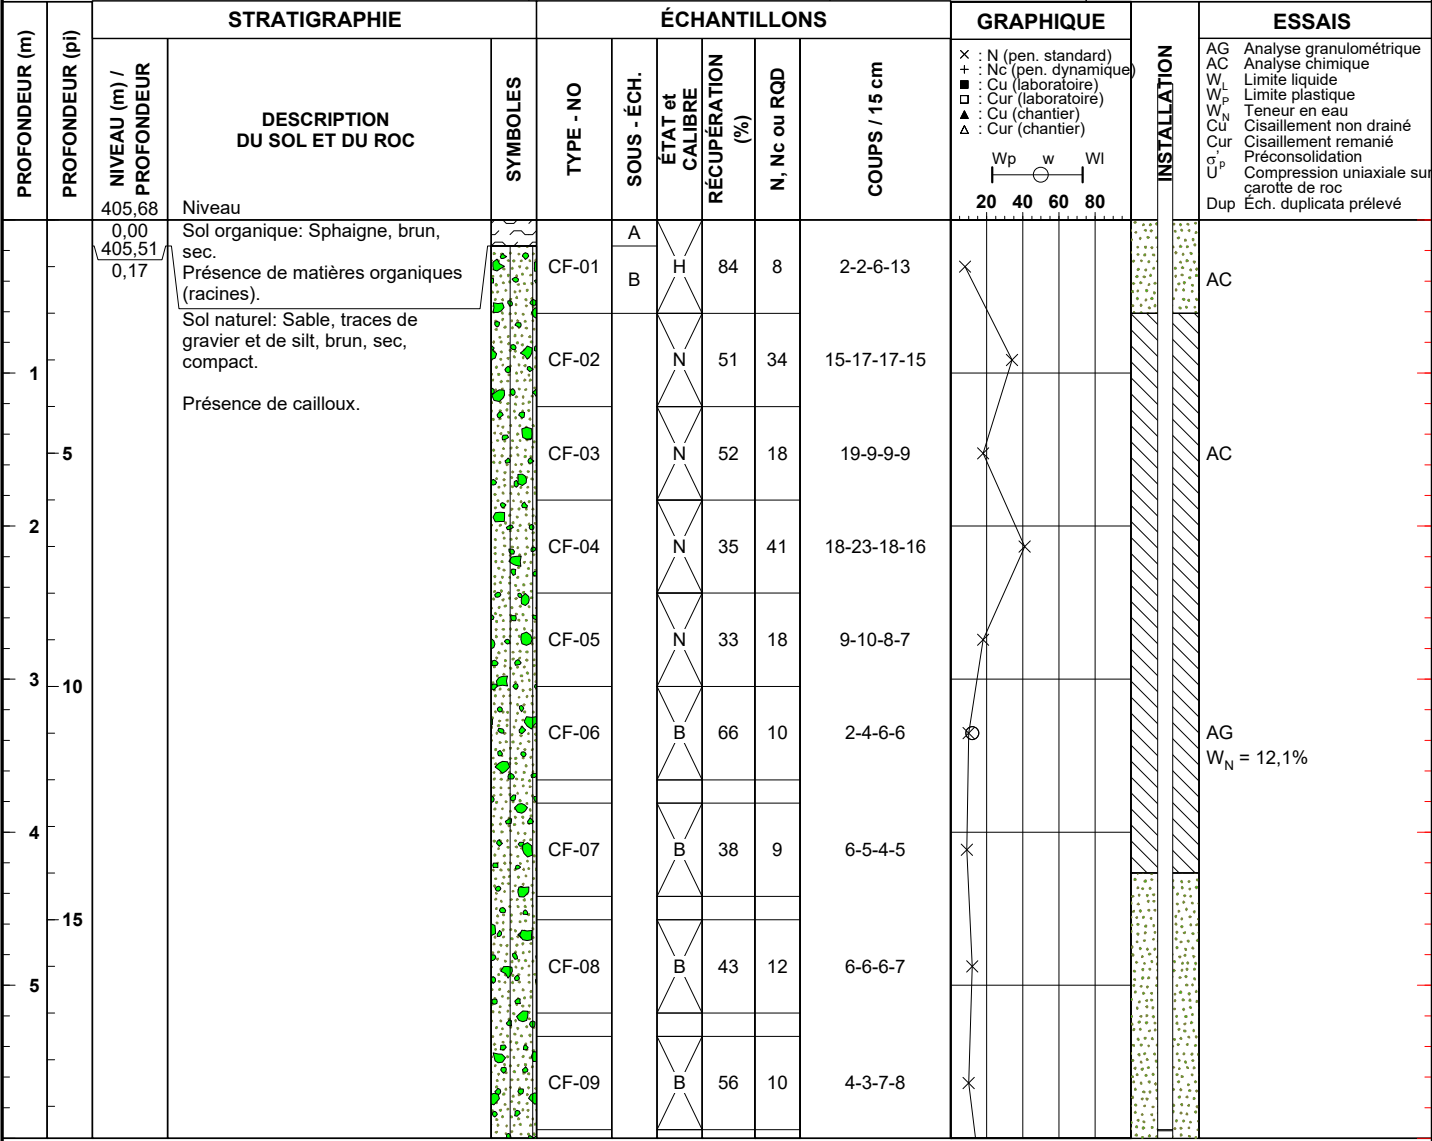 STRATIGRAPHIE
ÉCHANTILLONS
GRAPHIQUE
ESSAIS
PROFONDEUR (m)
PROFONDEUR (pi)
NIVEAU (m) /
PROFONDEUR
DESCRIPTION
DU SOL ET DU ROC
SYMBOLES
TYPE - NO
SOUS - ÉCH.
ÉTAT et
CALIBRE
RÉCUPÉRATION
(%)
N, Nc ou RQD
COUPS / 15 cm
× : N (pen. standard)
+ : Nc (pen. dynamique)
■ : Cu (laboratoire)
□ : Cur (laboratoire)
▲ : Cu (chantier)
△ : Cur (chantier)
Wp w Wl
20 40 60 80
INSTALLATION
AG Analyse granulométrique
AC Analyse chimique
W_L Limite liquide
W_P Limite plastique
W_N Teneur en eau
Cu Cisaillement non drainé
Cur Cisaillement remanié
σ'_p Préconsolidation
U Compression uniaxiale sur
carotte de roc
Dup Éch. duplicata prélevé
405,68 Niveau
0,00 Sol organique: Sphaigne, brun,
405,51 sec.
0,17 Présence de matières organiques
(racines).
Sol naturel: Sable, traces de
gravier et de silt, brun, sec,
compact.
Présence de cailloux.
A
B
CF-01 H 84 8 2-2-6-13 AC
CF-02 N 51 34 15-17-17-15
1
CF-03 N 52 18 19-9-9-9 AC
5
2
CF-04 N 35 41 18-23-18-16
CF-05 N 33 18 9-10-8-7
3
10
CF-06 B 66 10 2-4-6-6 AG
W_N = 12,1%
4
CF-07 B 38 9 6-5-4-5
15
CF-08 B 43 12 6-6-6-7
5
CF-09 B 56 10 4-3-7-8